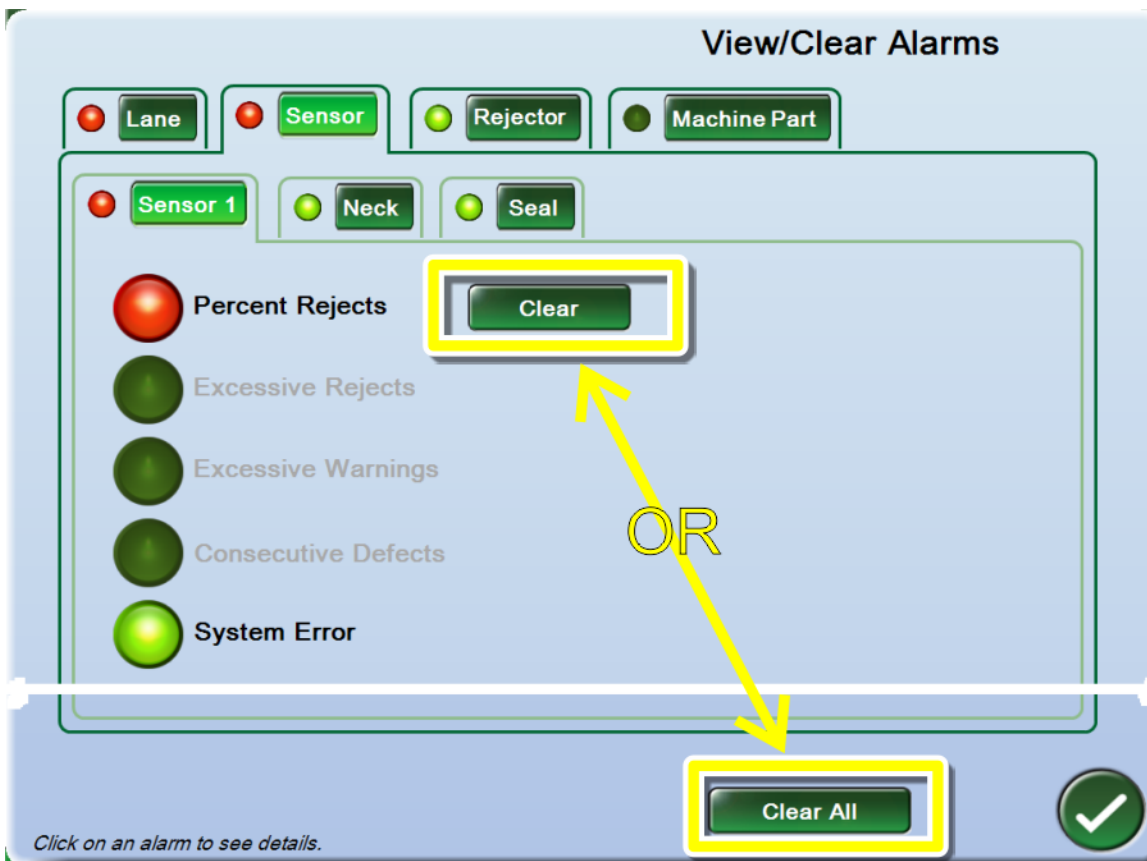 View/Clear Alarms
Lane Sensor Rejector Machine Part
Sensor 1 Neck Seal
Percent Rejects Clear
Excessive Rejects
Excessive Warnings
OR
Consecutive Defects
System Error
Clear All
Click on an alarm to see details.